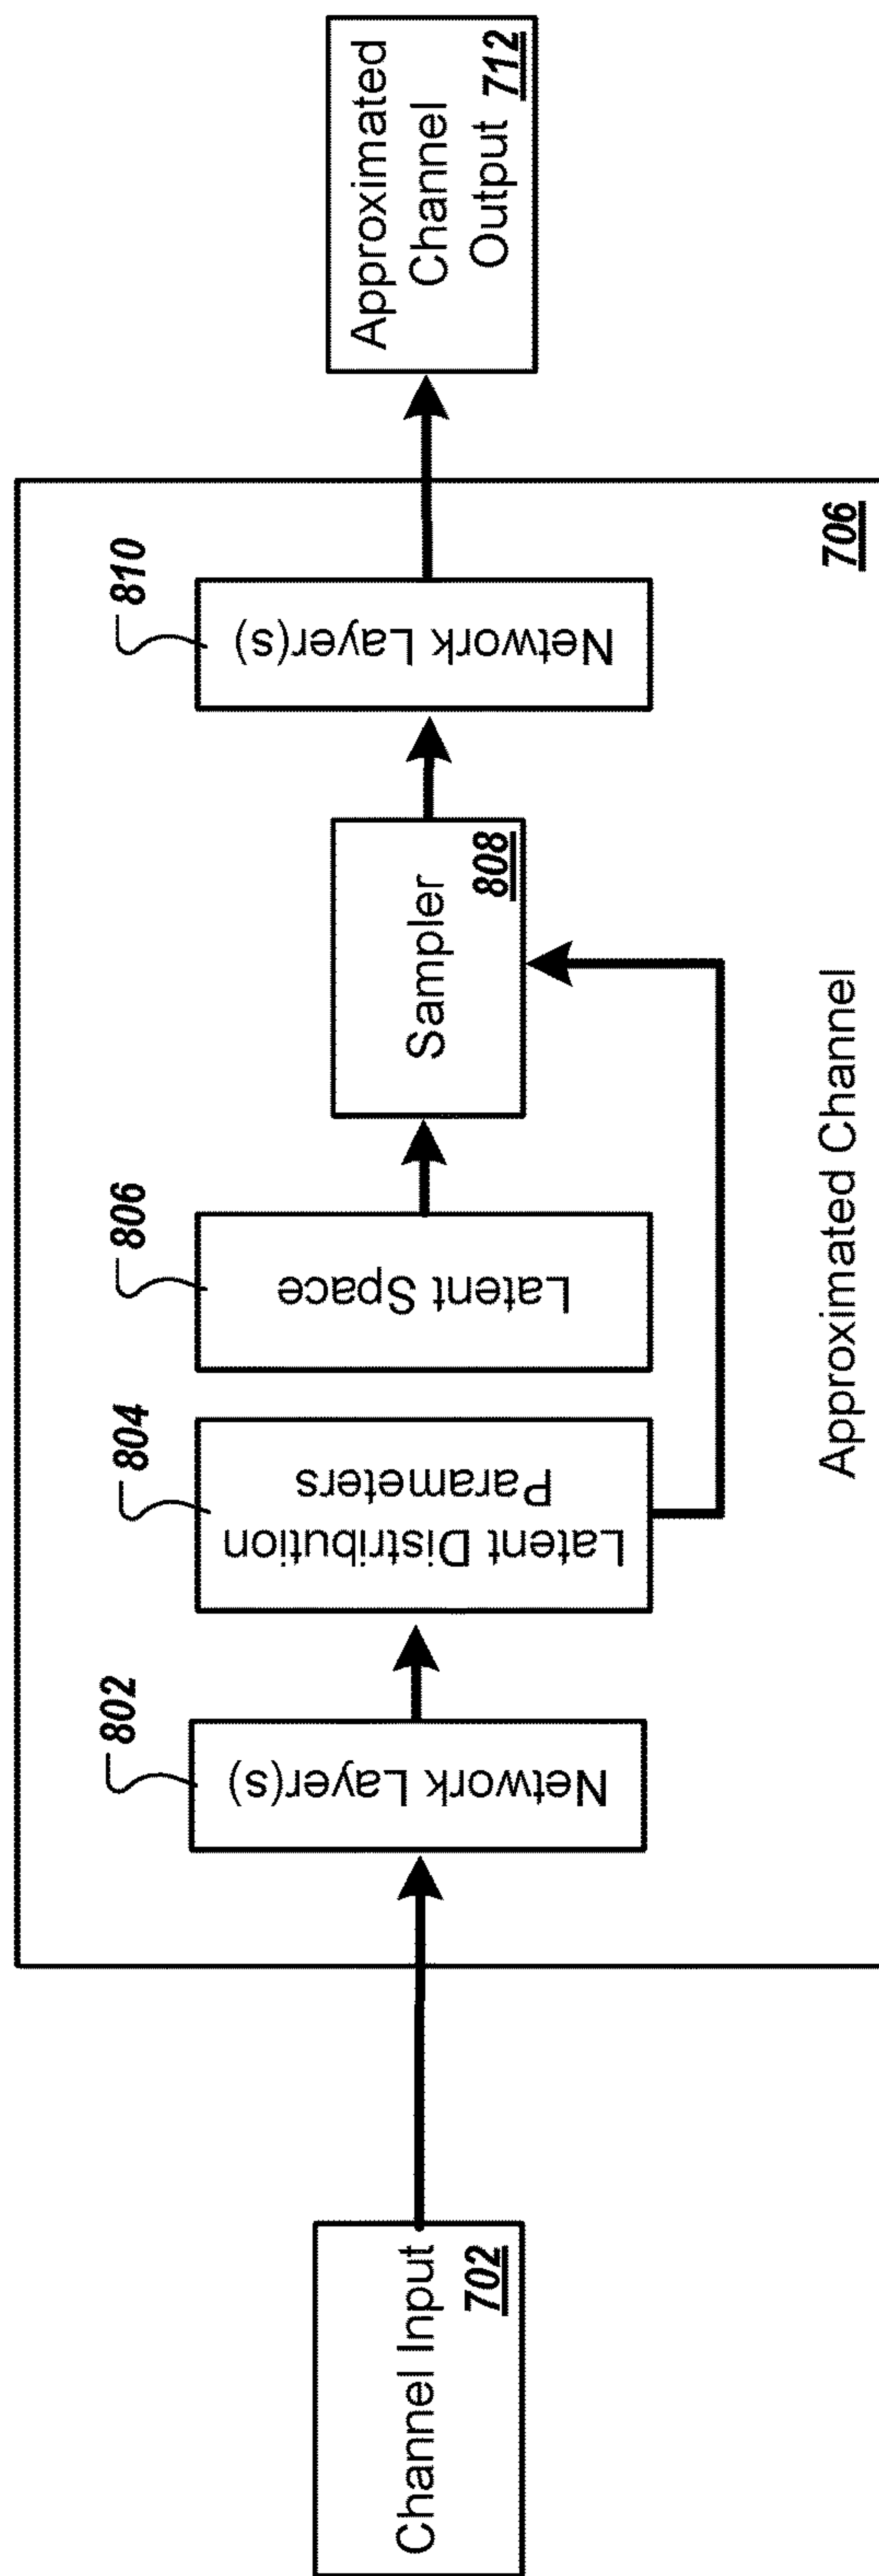 Channel Input
702
802
Network Layer(s)
804
Latent Distribution
Parameters
806
Latent Space
Sampler
808
810
Network Layer(s)
Approximated Channel
706
Approximated
Channel
Output 712